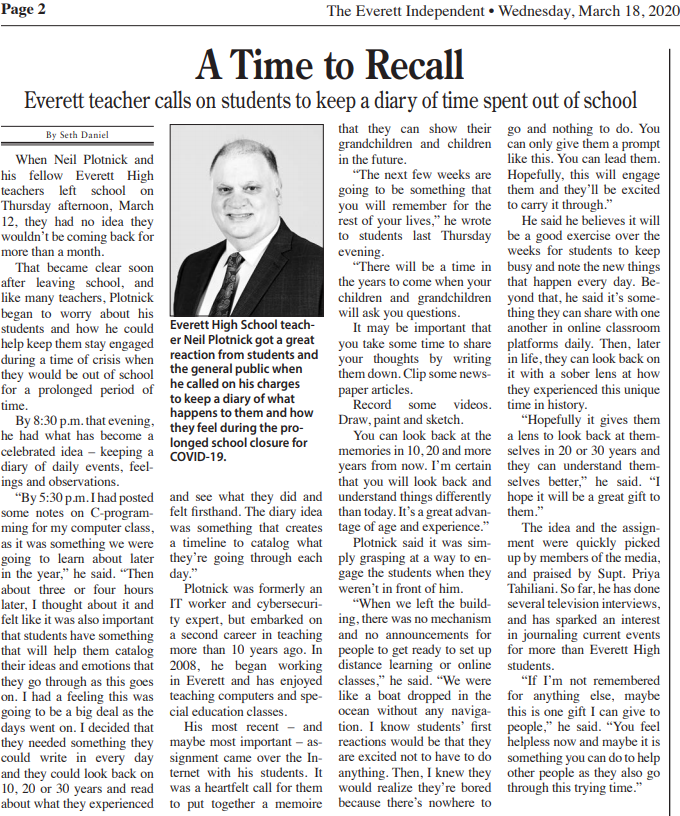 Page 2
The Everett Independent • Wednesday, March 18, 2020
A Time to Recall
Everett teacher calls on students to keep a diary of time spent out of school
By Seth Daniel
When Neil Plotnick and
his fellow Everett High
teachers left school on
Thursday afternoon, March
12, they had no idea they
wouldn't be coming back for
more than a month.
That became clear soon
after leaving school, and
like many teachers, Plotnick
began to worry about his
students and how he could
help keep them stay engaged
during a time of crisis when
they would be out of school
for a prolonged period of
time.
By 8:30 p.m. that evening,
he had what has become a
celebrated idea – keeping a
diary of daily events, feel-
ings and observations.
"By 5:30 p.m. I had posted
some notes on C-program-
ming for my computer class,
as it was something we were
going to learn about later
in the year," he said. "Then
about three or four hours
later, I thought about it and
felt like it was also important
that students have something
that will help them catalog
their ideas and emotions that
they go through as this goes
on. I had a feeling this was
going to be a big deal as the
days went on. I decided that
they needed something they
could write in every day
and they could look back on
10, 20 or 30 years and read
about what they experienced
Everett High School teach-
er Neil Plotnick got a great
reaction from students and
the general public when
he called on his charges
to keep a diary of what
happens to them and how
they feel during the pro-
longed school closure for
COVID-19.
and see what they did and
felt firsthand. The diary idea
was something that creates
a timeline to catalog what
they're going through each
day."
Plotnick was formerly an
IT worker and cybersecuri-
ty expert, but embarked on
a second career in teaching
more than 10 years ago. In
2008, he began working
in Everett and has enjoyed
teaching computers and spe-
cial education classes.
His most recent – and
maybe most important – as-
signment came over the In-
ternet with his students. It
was a heartfelt call for them
to put together a memoire
that they can show their
grandchildren and children
in the future.
"The next few weeks are
going to be something that
you will remember for the
rest of your lives," he wrote
to students last Thursday
evening.
"There will be a time in
the years to come when your
children and grandchildren
will ask you questions.
It may be important that
you take some time to share
your thoughts by writing
them down. Clip some news-
paper articles.
Record some videos.
Draw, paint and sketch.
You can look back at the
memories in 10, 20 and more
years from now. I'm certain
that you will look back and
understand things differently
than today. It's a great advan-
tage of age and experience."
Plotnick said it was sim-
ply grasping at a way to en-
gage the students when they
weren't in front of him.
"When we left the build-
ing, there was no mechanism
and no announcements for
people to get ready to set up
distance learning or online
classes," he said. "We were
like a boat dropped in the
ocean without any naviga-
tion. I know students' first
reactions would be that they
are excited not to have to do
anything. Then, I knew they
would realize they're bored
because there's nowhere to
go and nothing to do. You
can only give them a prompt
like this. You can lead them.
Hopefully, this will engage
them and they'll be excited
to carry it through."
He said he believes it will
be a good exercise over the
weeks for students to keep
busy and note the new things
that happen every day. Be-
yond that, he said it's some-
thing they can share with one
another in online classroom
platforms daily. Then, later
in life, they can look back on
it with a sober lens at how
they experienced this unique
time in history.
"Hopefully it gives them
a lens to look back at them-
selves in 20 or 30 years and
they can understand them-
selves better," he said. "I
hope it will be a great gift to
them."
The idea and the assign-
ment were quickly picked
up by members of the media,
and praised by Supt. Priya
Tahiliani. So far, he has done
several television interviews,
and has sparked an interest
in journaling current events
for more than Everett High
students.
"If I'm not remembered
for anything else, maybe
this is one gift I can give to
people," he said. "You feel
helpless now and maybe it is
something you can do to help
other people as they also go
through this trying time."